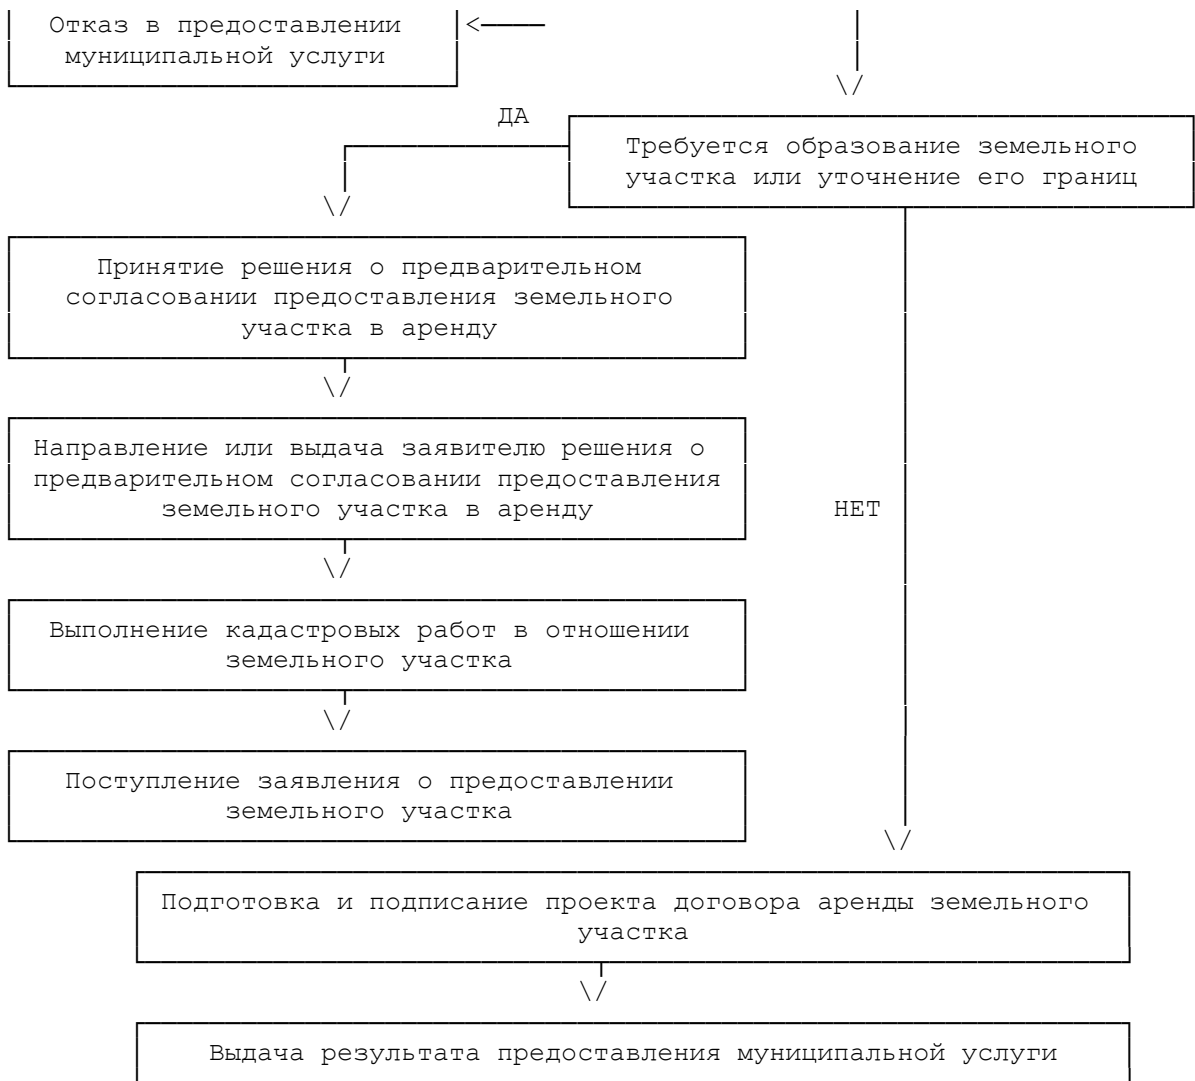 Отказ в предоставлении
муниципальной услуги
ДА
Требуется образование земельного
участка или уточнение его границ
Принятие решения о предварительном
согласовании предоставления земельного
участка в аренду
Направление или выдача заявителю решения о
предварительном согласовании предоставления
земельного участка в аренду
НЕТ
Выполнение кадастровых работ в отношении
земельного участка
Поступление заявления о предоставлении
земельного участка
Подготовка и подписание проекта договора аренды земельного
участка
Выдача результата предоставления муниципальной услуги